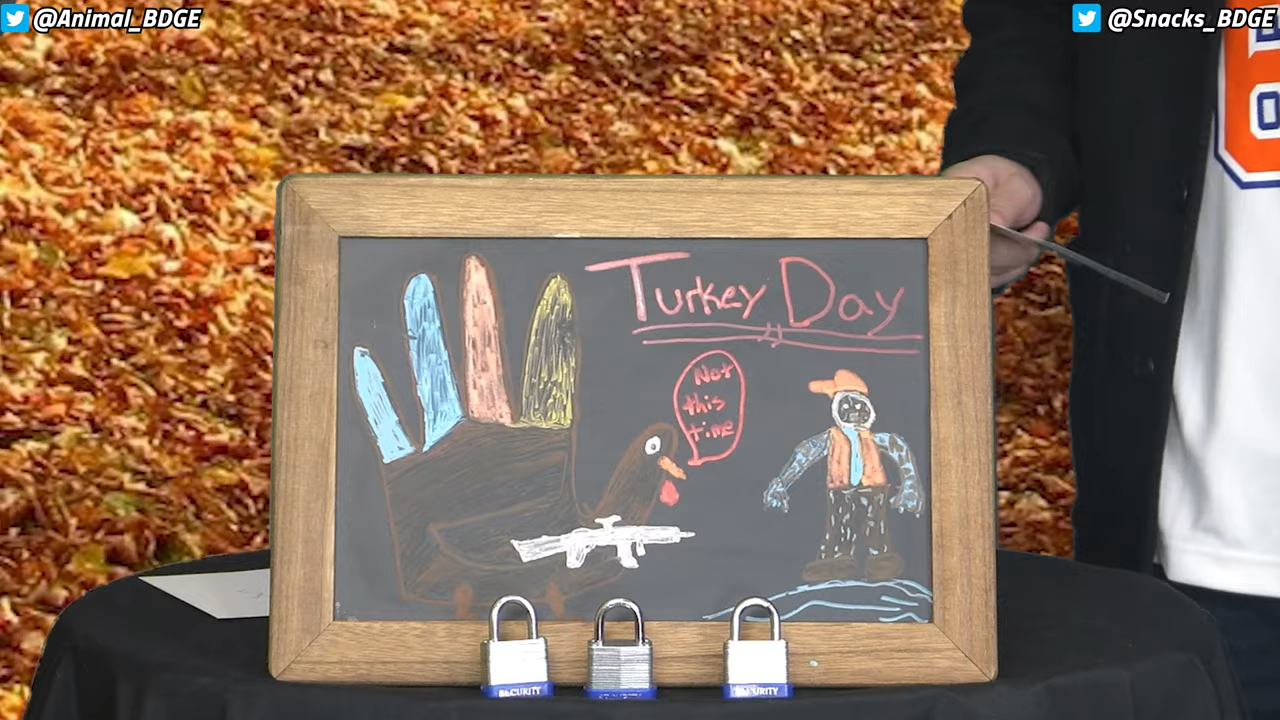 @Animal_BDGE
@Snacks_BDGE
Turkey Day
Not
this
time
SECURITY
SECURITY